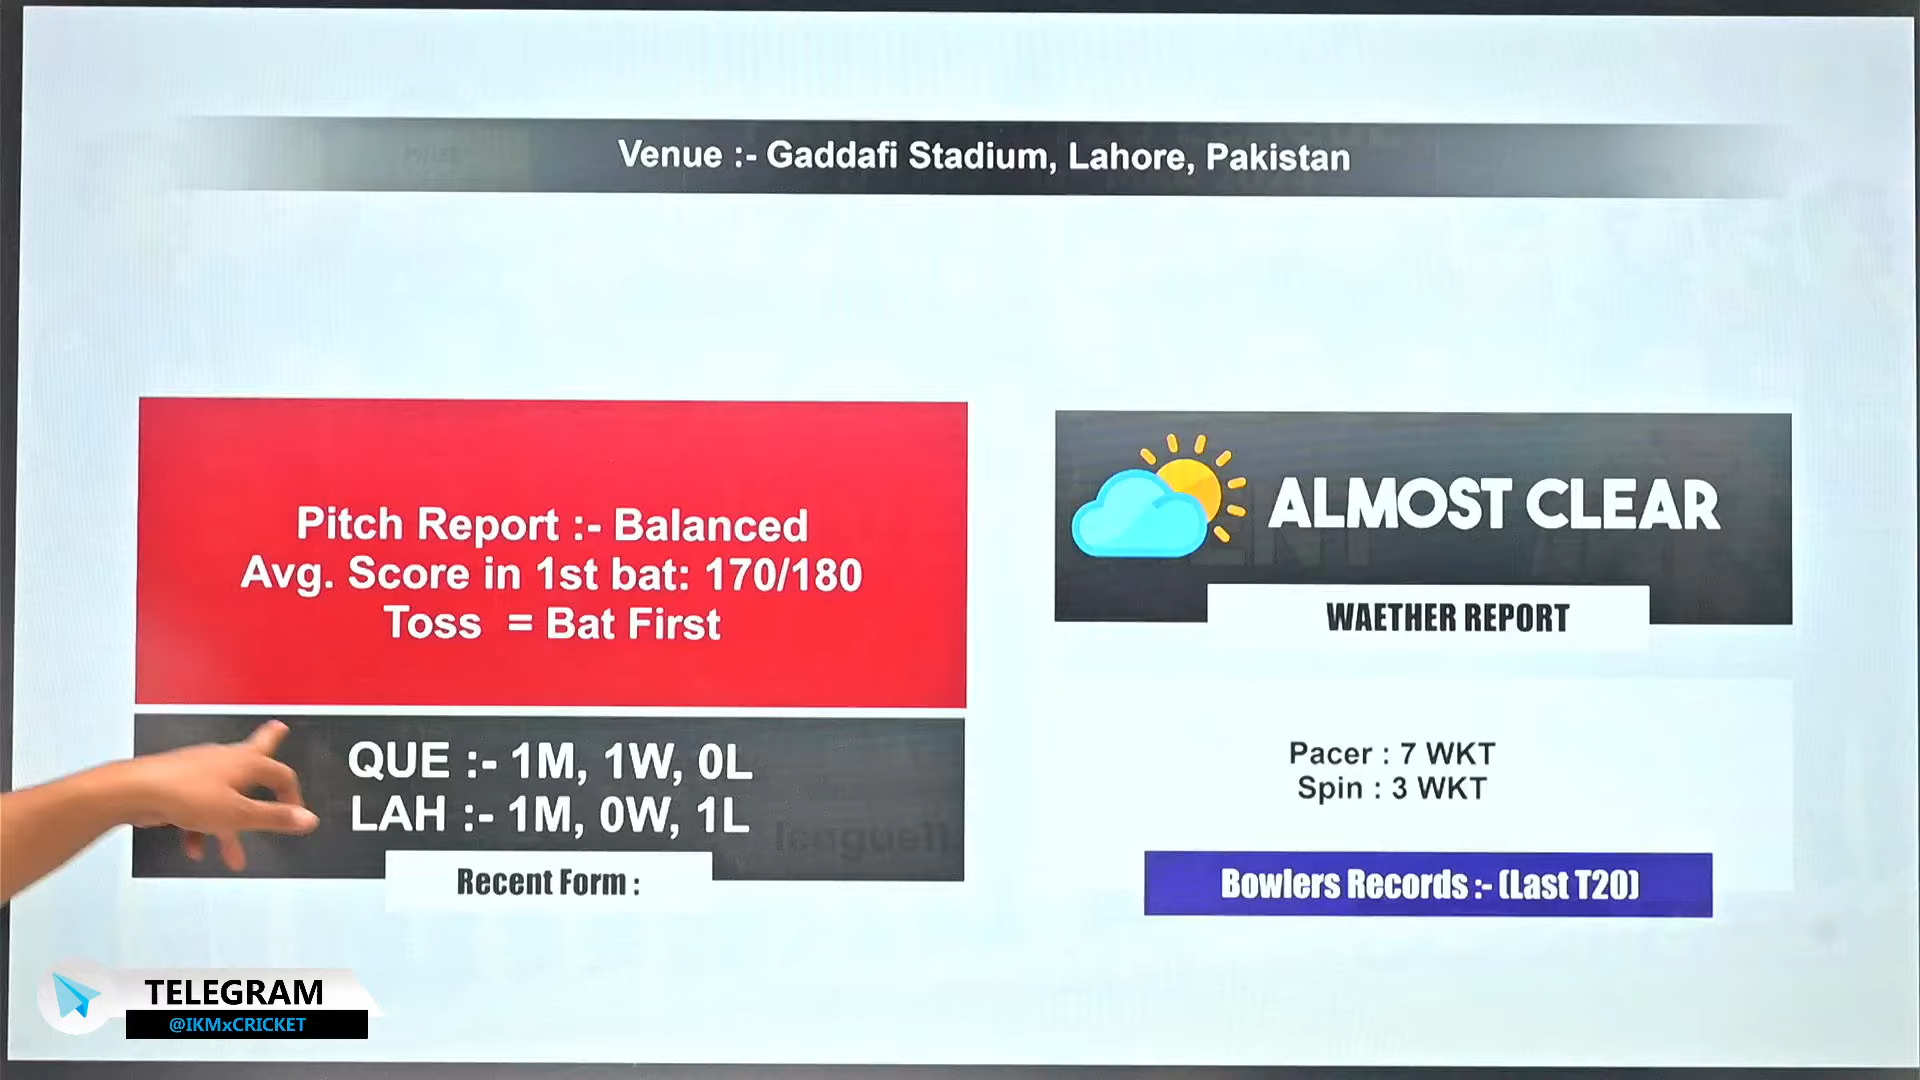 Venue :- Gaddafi Stadium, Lahore, Pakistan
Pitch Report :- Balanced
Avg. Score in 1st bat: 170/180
Toss = Bat First
QUE :- 1M, 1W, 0L
LAH :- 1M, 0W, 1L
Recent Form :
ALMOST CLEAR
WAETHER REPORT
Pacer : 7 WKT
Spin : 3 WKT
Bowlers Records :- (Last T20)
TELEGRAM
@IKMxCRICKET